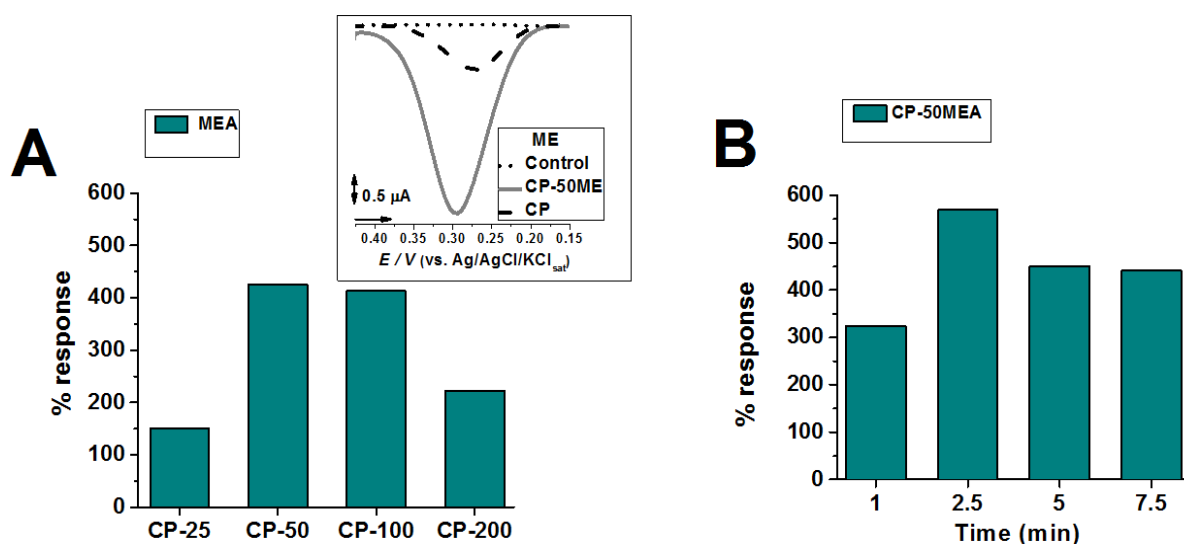 A
MEA
% response
600
500
400
300
200
100
0
CP-25 CP-50 CP-100 CP-200
ME
Control
CP-50ME
CP
0.5 µA
0.40 0.35 0.30 0.25 0.20 0.15
E / V (vs. Ag/AgCl/KCl sat)
B
CP-50MEA
% response
600
500
400
300
200
100
0
1 2.5 5 7.5
Time (min)